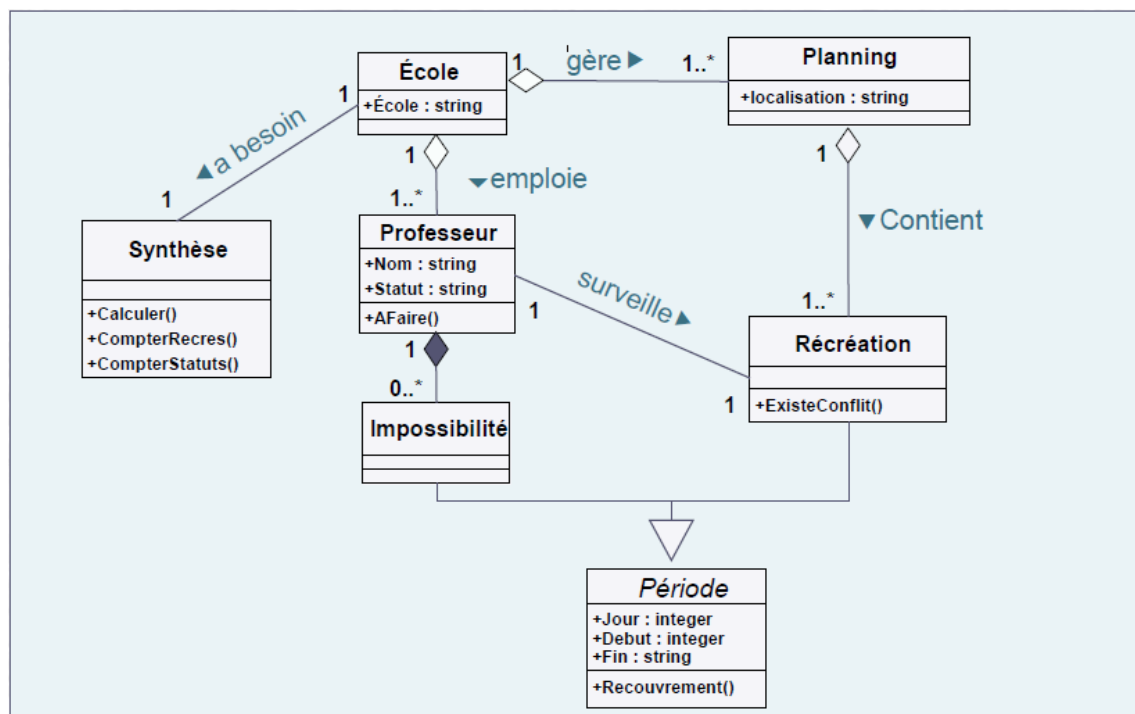 École
+École : string
1
gère ►
1..*
Planning
+localisation : string
1
◄a besoin
1
1
▼emploie
1..*
1
▼Contient
1..*
Synthèse
+Calculer()
+CompterRecres()
+CompterStatuts()
Professeur
+Nom : string
+Statut : string
+AFaire()
1
surveille►
1
Récréation
+ExisteConflit()
1
0..*
Impossibilité
Période
+Jour : integer
+Debut : integer
+Fin : string
+Recouvrement()